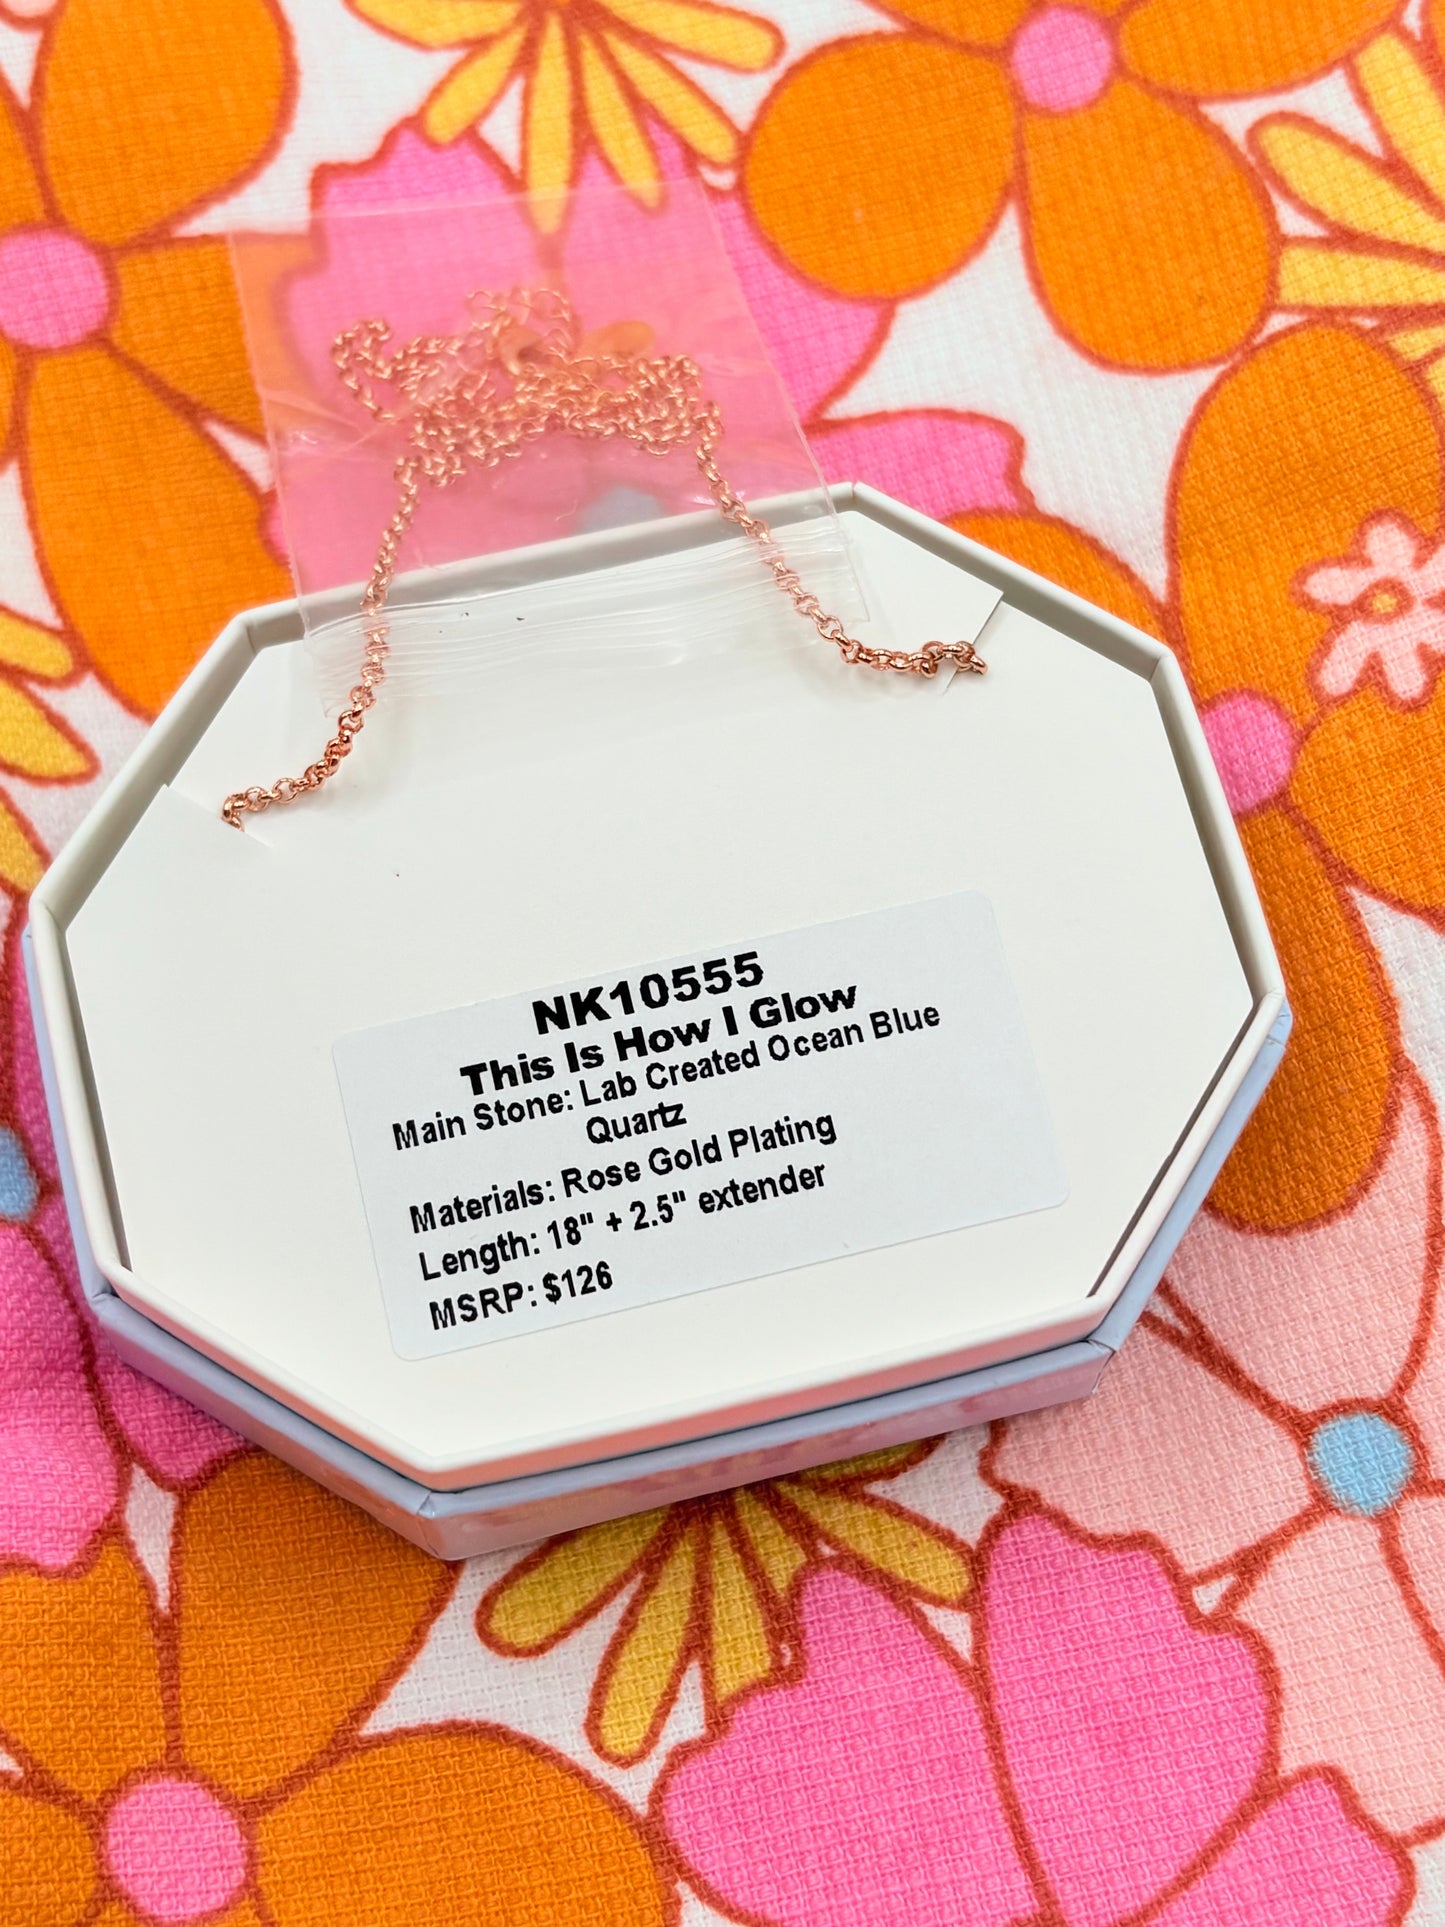 NK10555
This Is How I Glow
Main Stone: Lab Created Ocean Blue
Quartz
Materials: Rose Gold Plating
Length: 18" + 2.5" extender
MSRP: $126